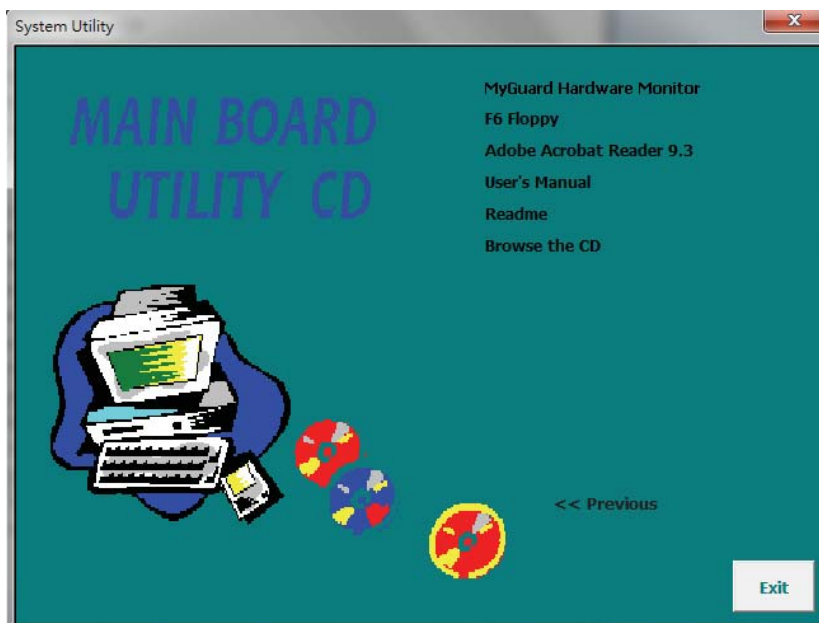 System Utility
MAIN BOARD
UTILITY CD
MyGuard Hardware Monitor
F6 Floppy
Adobe Acrobat Reader 9.3
User's Manual
Readme
Browse the CD
<< Previous
Exit